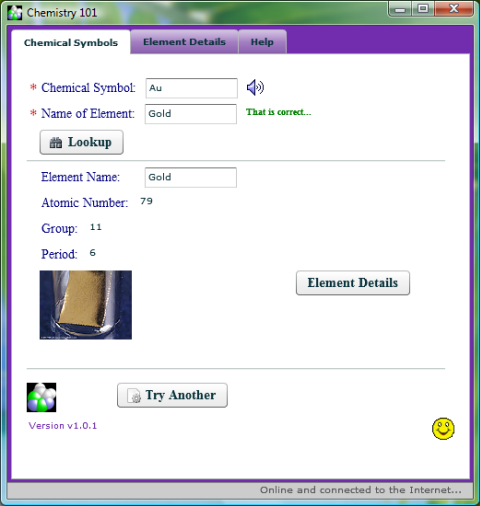 Chemistry 101
Chemical Symbols Element Details Help
* Chemical Symbol: Au
* Name of Element: Gold That is correct...
Lookup
Element Name: Gold
Atomic Number: 79
Group: 11
Period: 6
Element Details
Try Another
Version v1.0.1
Online and connected to the Internet...